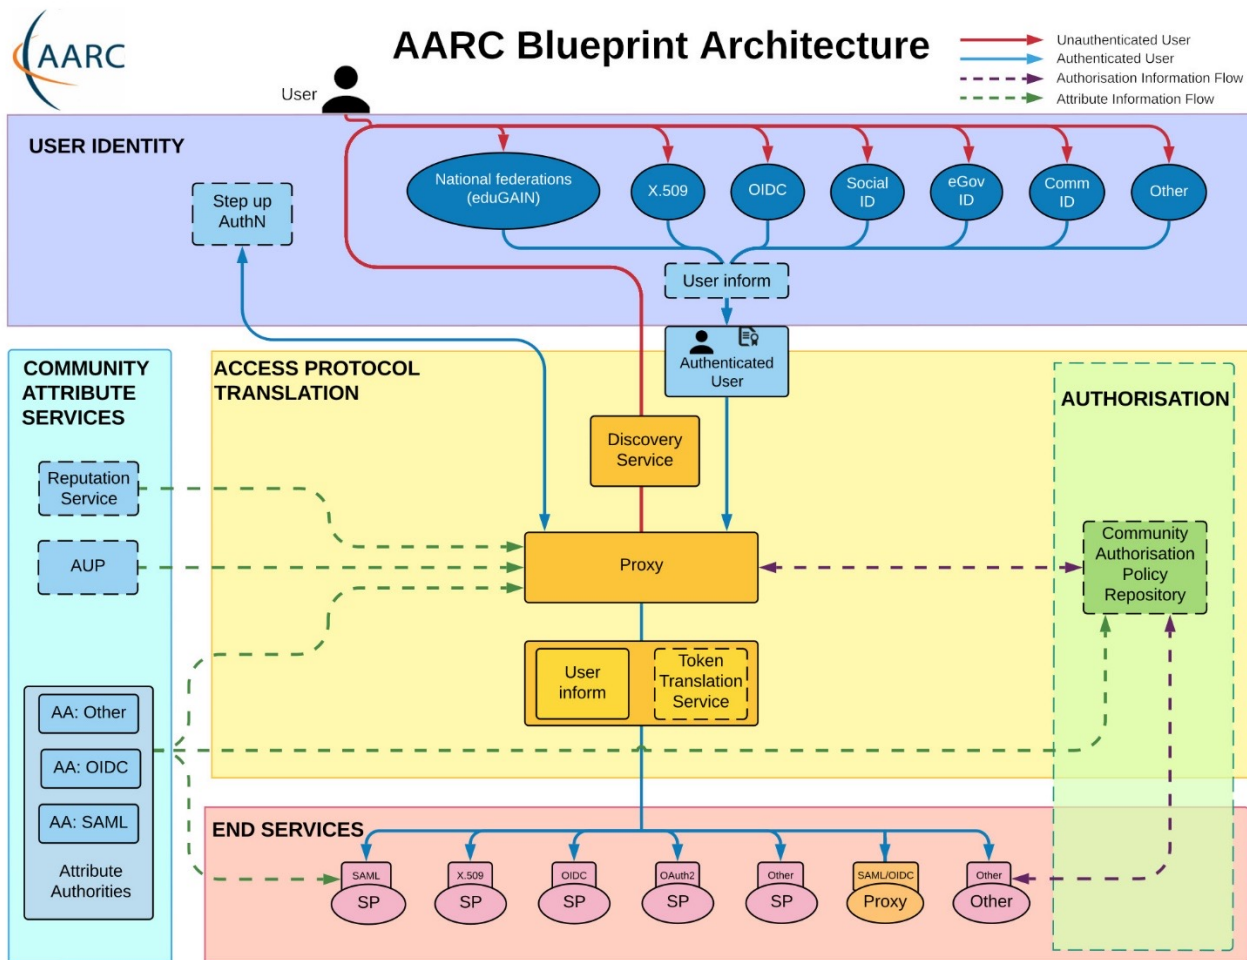 AARC
AARC Blueprint Architecture
Unauthenticated User
Authenticated User
Authorisation Information Flow
Attribute Information Flow
User
USER IDENTITY
National federations
(eduGAIN)
X.509
OIDC
Social
ID
eGov
ID
Comm
ID
Other
Step up
AuthN
User inform
Authenticated
User
COMMUNITY
ATTRIBUTE
SERVICES
ACCESS PROTOCOL
TRANSLATION
AUTHORISATION
Discovery
Service
Reputation
Service
AUP
Proxy
Community
Authorisation
Policy
Repository
User
inform
Token
Translation
Service
AA: Other
AA: OIDC
AA: SAML
Attribute
Authorities
END SERVICES
SAML
SP
X.509
SP
OIDC
SP
OAuth2
SP
Other
SP
SAML/OIDC
Proxy
Other
Other